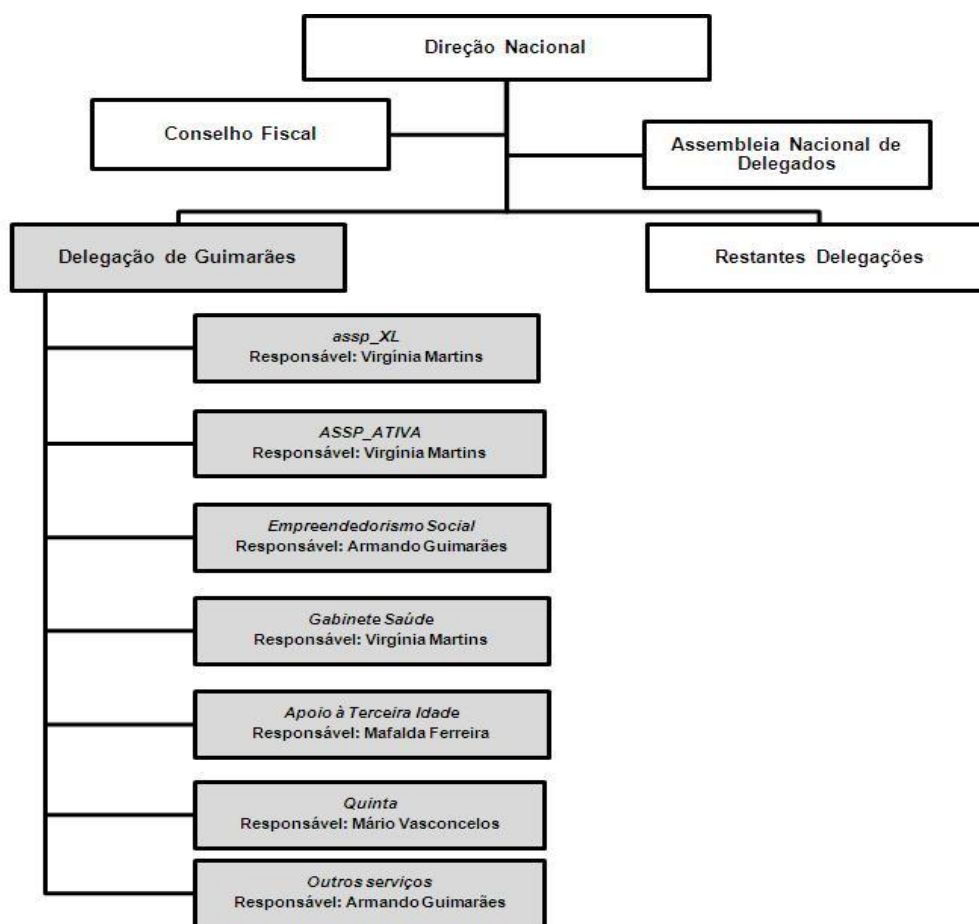 Direção Nacional
Conselho Fiscal
Assembleia Nacional de
Delegados
Delegação de Guimarães
Restantes Delegações
assp_XL
Responsável: Virgínia Martins
ASSP_ATIVA
Responsável: Virgínia Martins
Empreendedorismo Social
Responsável: Armando Guimarães
Gabinete Saúde
Responsável: Virgínia Martins
Apoio à Terceira Idade
Responsável: Mafalda Ferreira
Quinta
Responsável: Mário Vasconcelos
Outros serviços
Responsável: Armando Guimarães